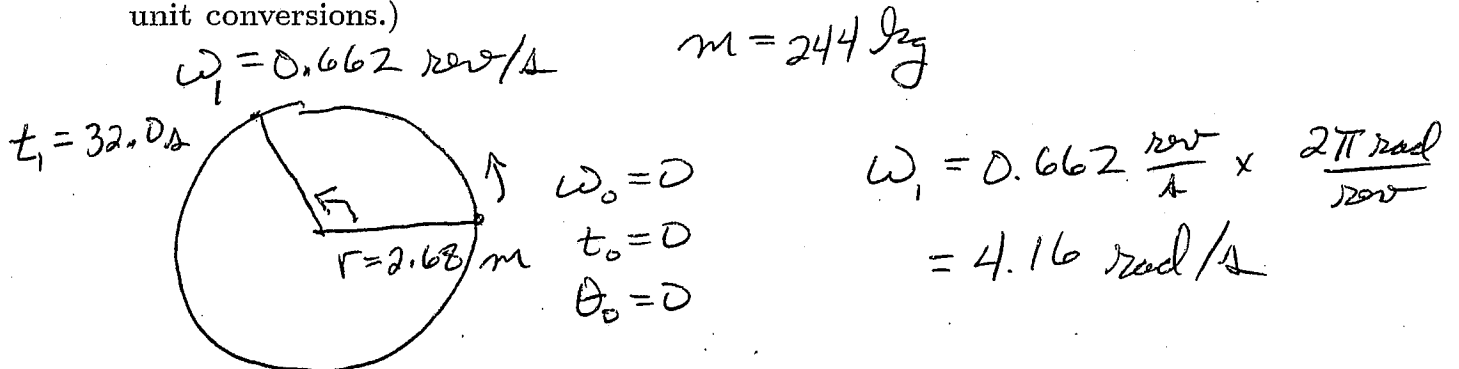 unit conversions.)
ω₁ = 0.662 rev/s
m = 244 kg
t₁ = 32.0s
ω₀ = 0
t₀ = 0
θ₀ = 0
r = 2.68 m
ω₁ = 0.662 rev/s × 2π rad/rev
= 4.16 rad/s